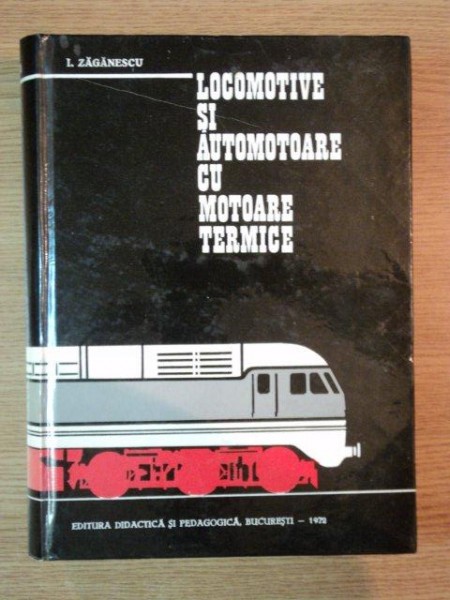 I. ZĂGĂNESCU
LOCOMOTIVE
ȘI
AUTOMOTOARE
CU
MOTOARE
TERMICE
EDITURA DIDACTICĂ ȘI PEDAGOGICĂ, BUCUREȘTI – 1972